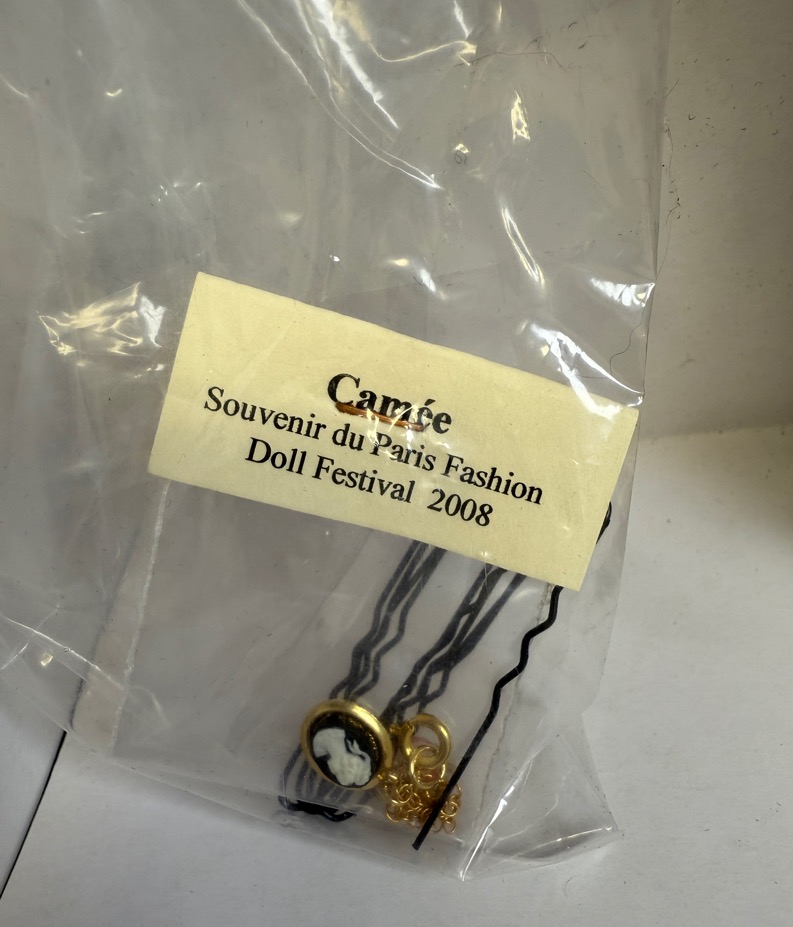 Camée
Souvenir du Paris Fashion
Doll Festival 2008